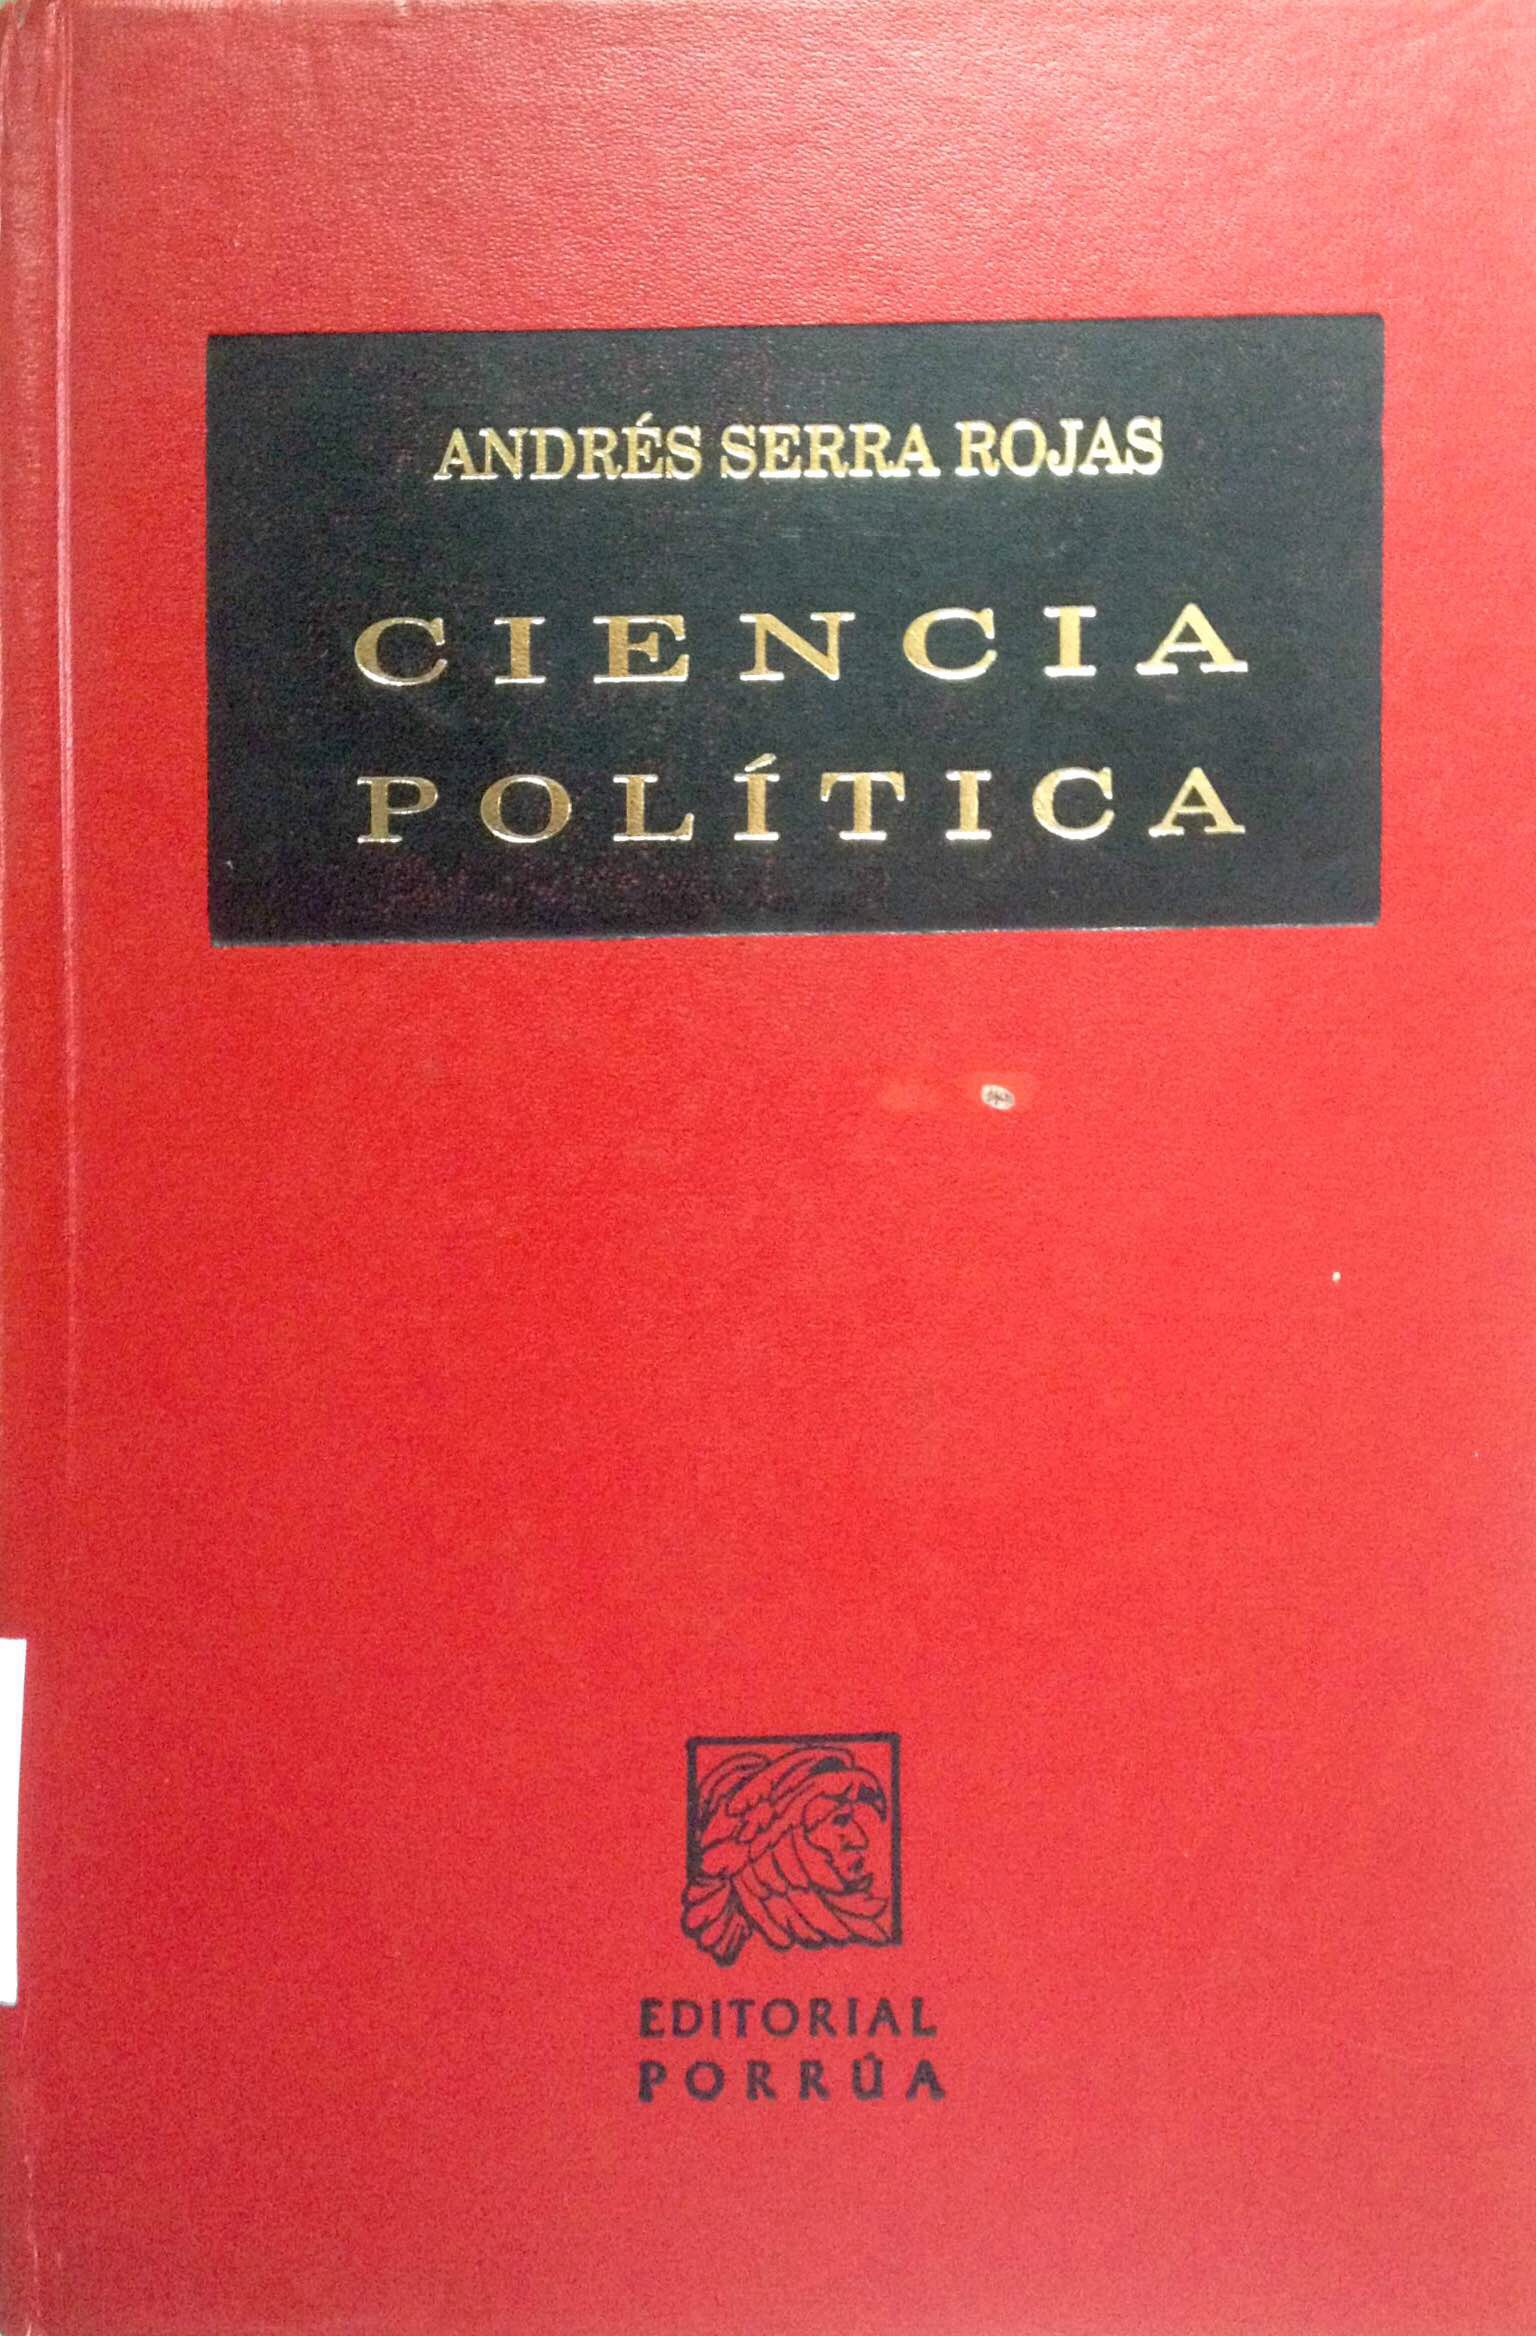 ANDRÉS SERRA ROJAS
CIENCIA
POLÍTICA
EDITORIAL
PORRÚA